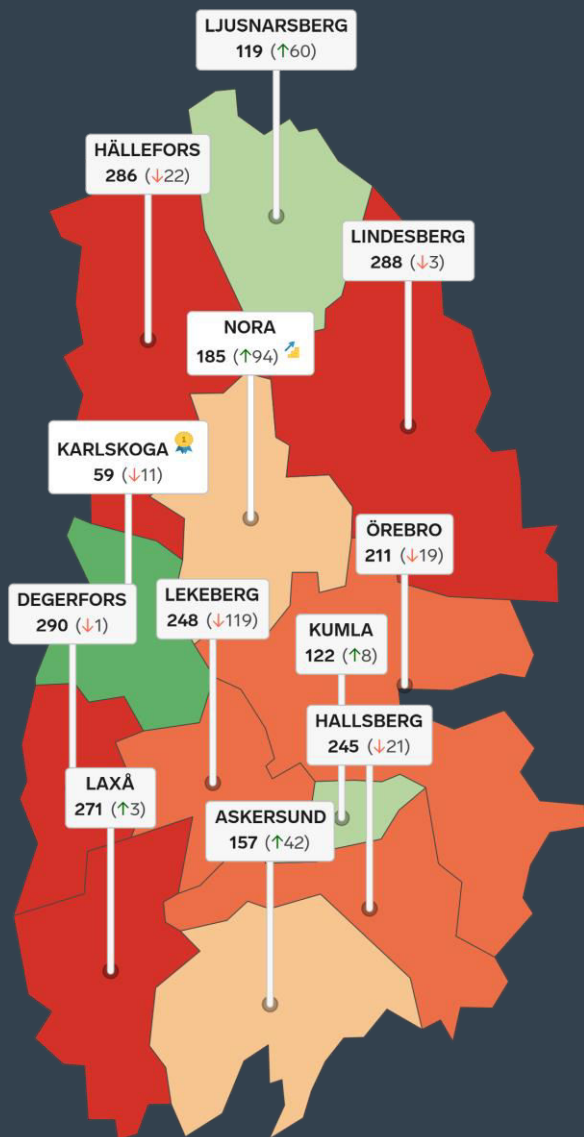 LJUSNARSBERG
119 (↑60)
HÄLLEFORS
286 (↓22)
LINDESBERG
288 (↓3)
NORA
185 (↑94)
KARLSKOGA
59 (↓11)
ÖREBRO
211 (↓19)
DEGERFORS
290 (↓1)
LEKEBERG
248 (↓119)
KUMLA
122 (↑8)
HALLSBERG
245 (↓21)
LAXÅ
271 (↑3)
ASKERSUND
157 (↑42)